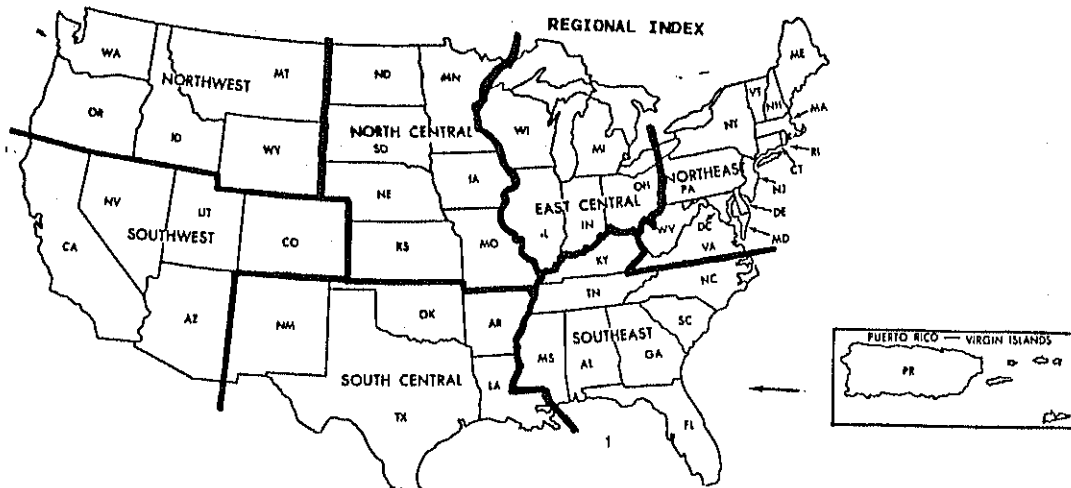 REGIONAL INDEX
WA
MT
ND
MN
ME
NORTHWEST
VT
NH
MA
OR
ID
WY
NORTH CENTRAL
SD
WI
MI
NY
RI
CT
IA
OH
NORTHEAST
PA
NJ
NV
UT
NE
EAST CENTRAL
IL
IN
WV
DC
DE
MD
SOUTHWEST
CO
KS
MO
KY
VA
CA
TN
NC
AZ
NM
OK
AR
SOUTHEAST
SC
MS
AL
GA
SOUTH CENTRAL
LA
TX
FL
1
PUERTO RICO — VIRGIN ISLANDS
PR